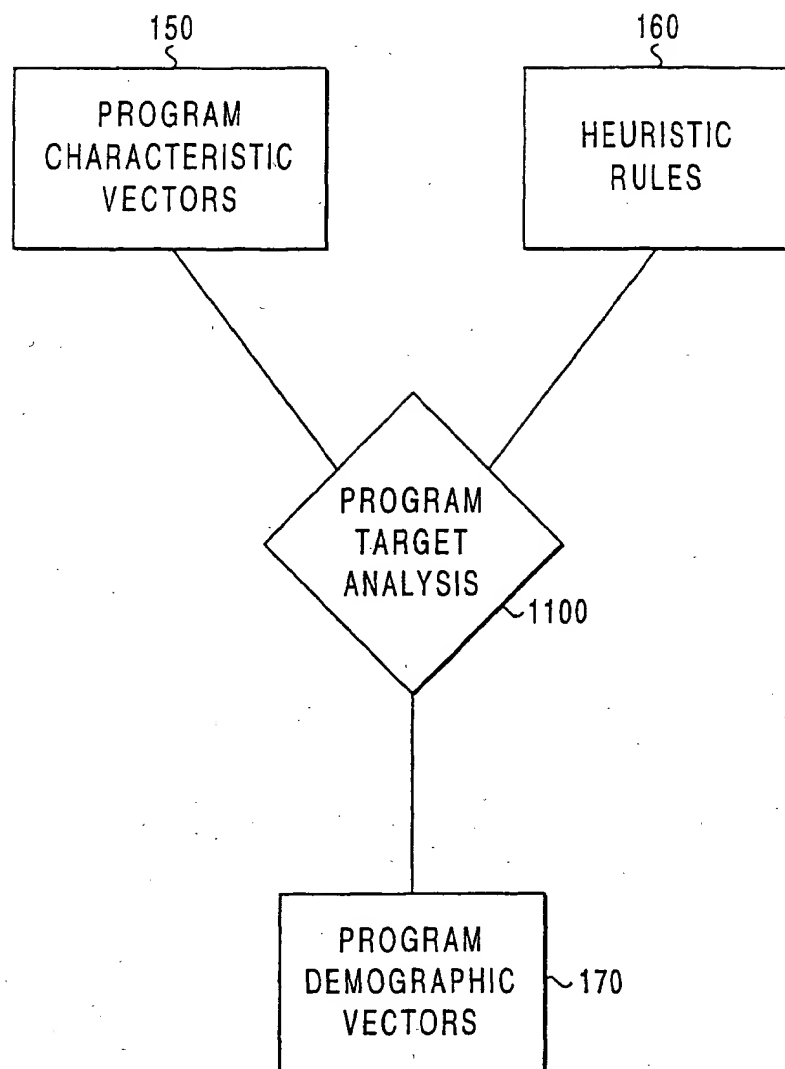 150
PROGRAM
CHARACTERISTIC
VECTORS
160
HEURISTIC
RULES
PROGRAM
TARGET
ANALYSIS
1100
PROGRAM
DEMOGRAPHIC
VECTORS
170